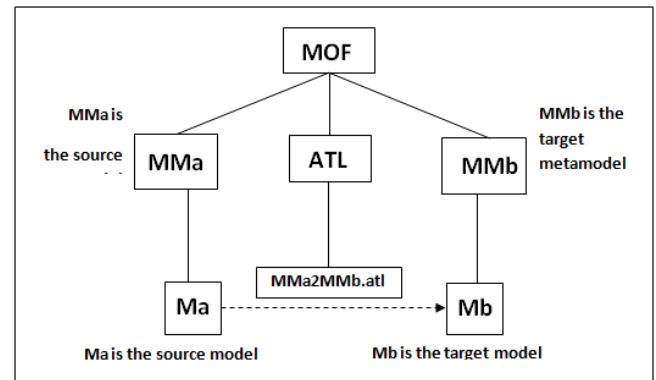 MOF
MMa is
the source
MMb is the
target
metamodel
MMa
ATL
MMb
MMa2MMb.atl
Ma
Mb
Ma is the source model
Mb is the target model